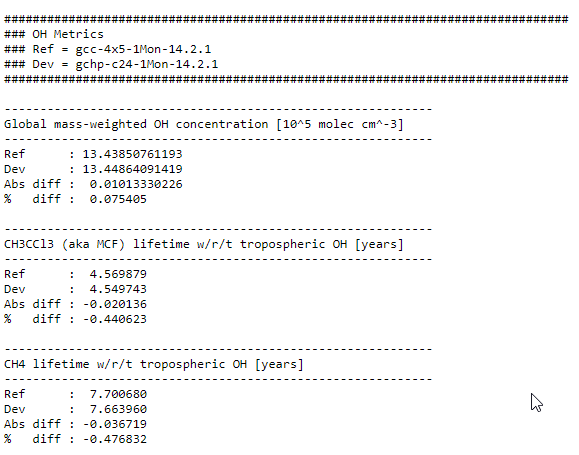 ###############################################################################
### OH Metrics
### Ref = gcc-4x5-1Mon-14.2.1
### Dev = gchp-c24-1Mon-14.2.1
###############################################################################
------------------------------------------------------------
Global mass-weighted OH concentration [10^5 molec cm^-3]
------------------------------------------------------------
Ref      : 13.43850761193
Dev      : 13.44864091419
Abs diff :  0.01013330226
%   diff :  0.075405
------------------------------------------------------------
CH3CCl3 (aka MCF) lifetime w/r/t tropospheric OH [years]
------------------------------------------------------------
Ref      :  4.569879
Dev      :  4.549743
Abs diff : -0.020136
%   diff : -0.440623
------------------------------------------------------------
CH4 lifetime w/r/t tropospheric OH [years]
------------------------------------------------------------
Ref      :  7.700680
Dev      :  7.663960
Abs diff : -0.036719
%   diff : -0.476832